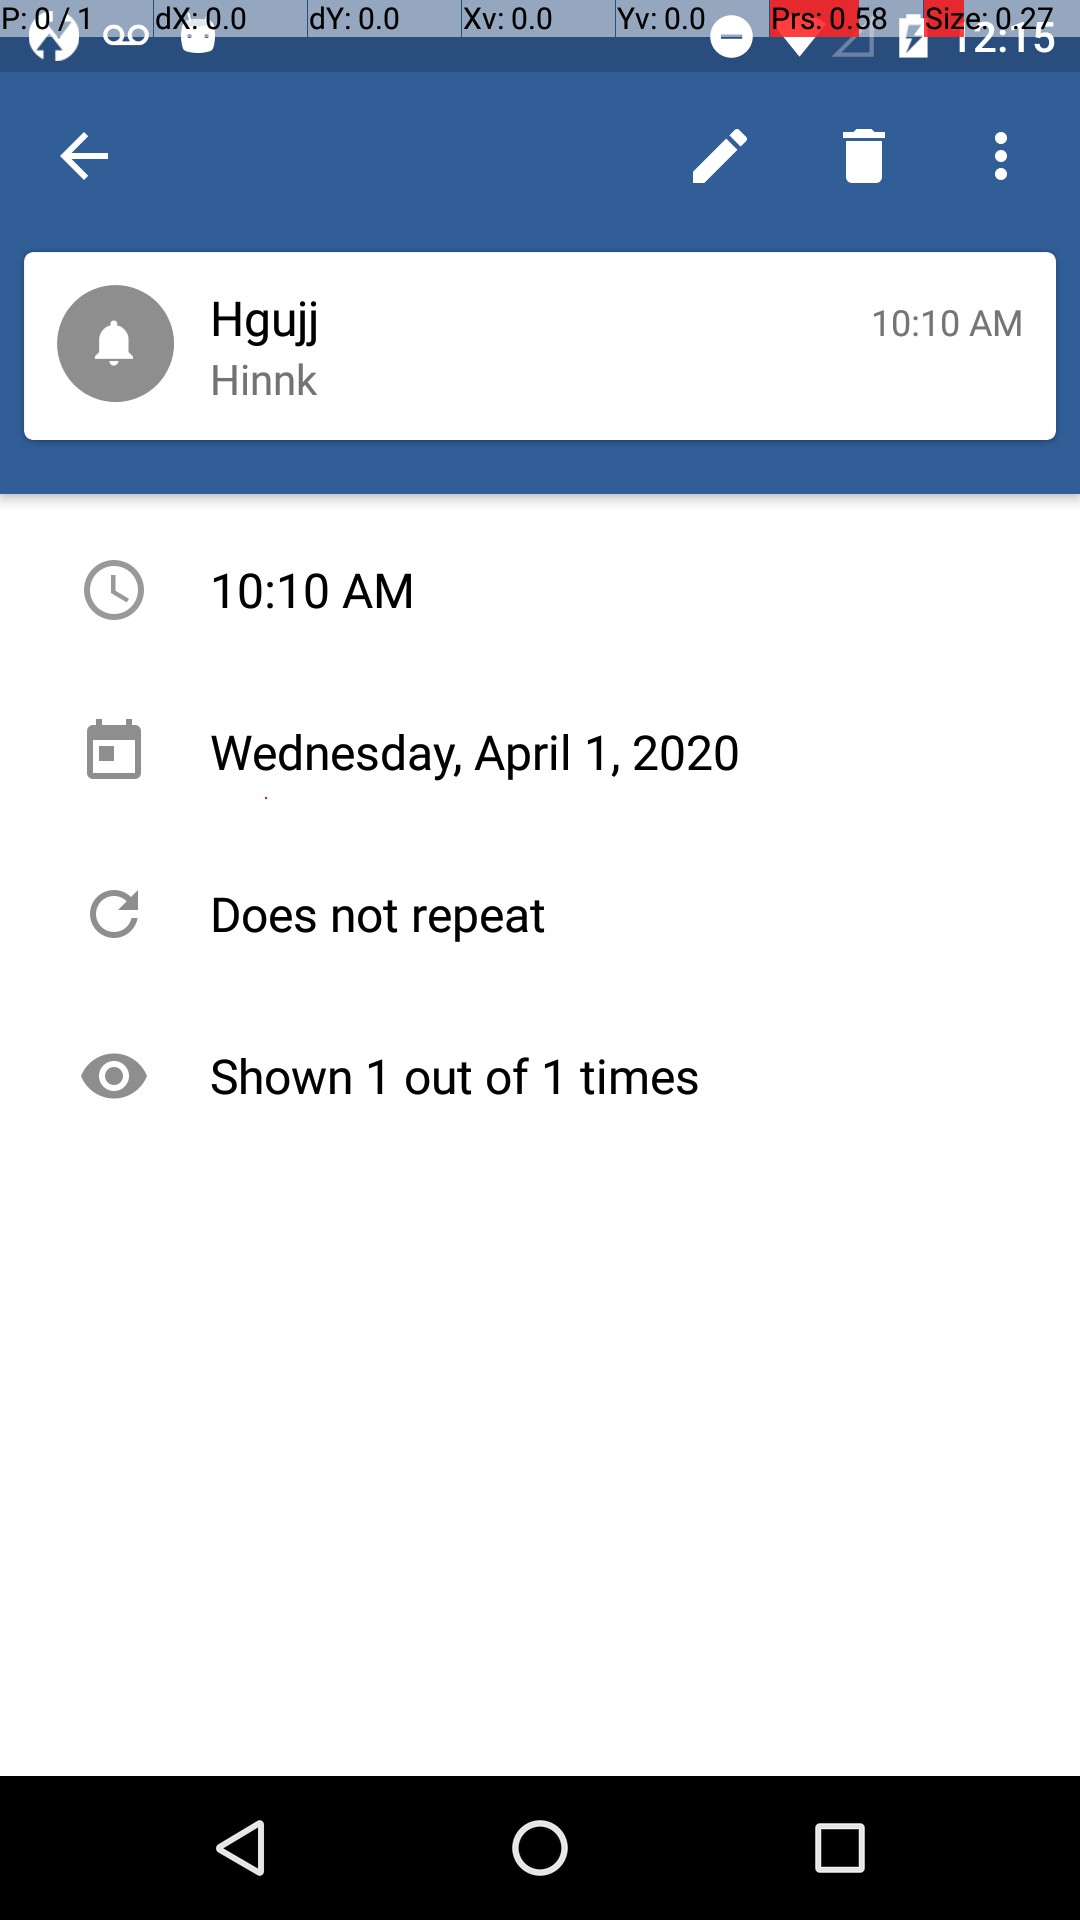 P: 0 / 1 dX: 0.0 dY: 0.0 Xv: 0.0 Yv: 0.0 Prs: 0.58 Size: 0.27
12:15
Hgujj 10:10 AM
Hinnk
10:10 AM
Wednesday, April 1, 2020
Does not repeat
Shown 1 out of 1 times